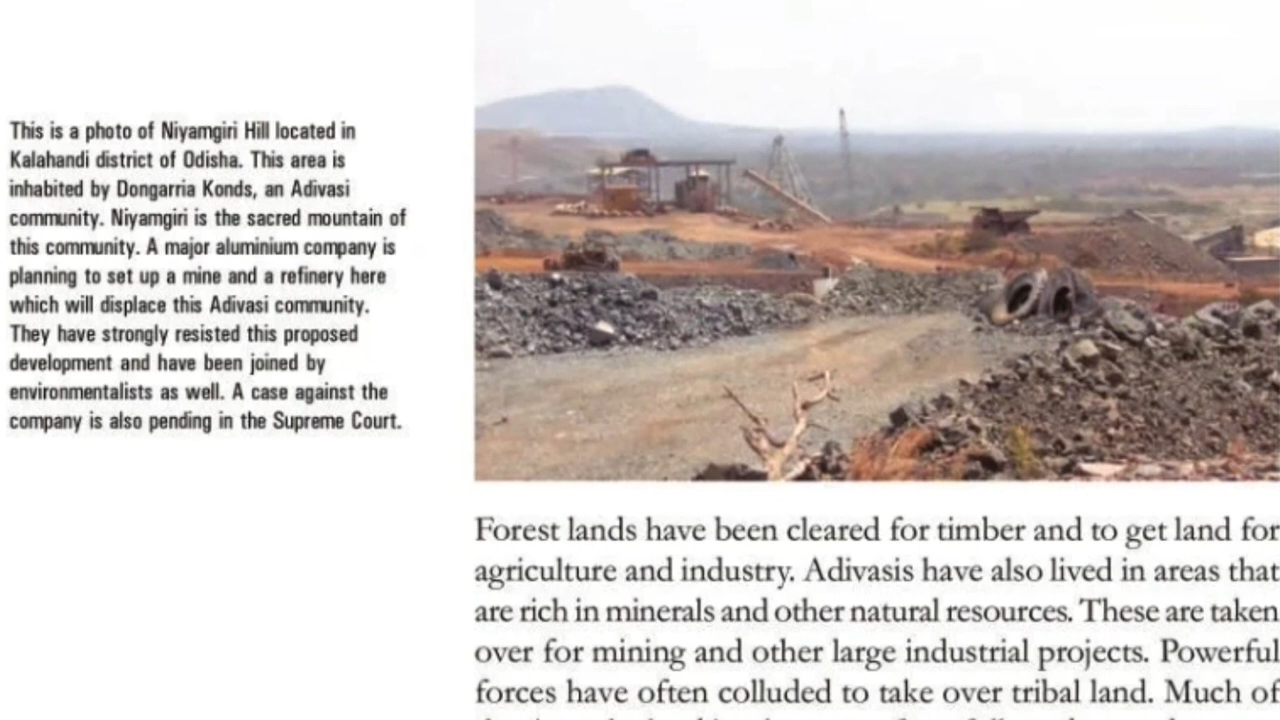 This is a photo of Niyamgiri Hill located in
Kalahandi district of Odisha. This area is
inhabited by Dongarria Konds, an Adivasi
community. Niyamgiri is the sacred mountain of
this community. A major aluminium company is
planning to set up a mine and a refinery here
which will displace this Adivasi community.
They have strongly resisted this proposed
development and have been joined by
environmentalists as well. A case against the
company is also pending in the Supreme Court.
Forest lands have been cleared for timber and to get land for
agriculture and industry. Adivasis have also lived in areas that
are rich in minerals and other natural resources. These are taken
over for mining and other large industrial projects. Powerful
forces have often colluded to take over tribal land. Much of